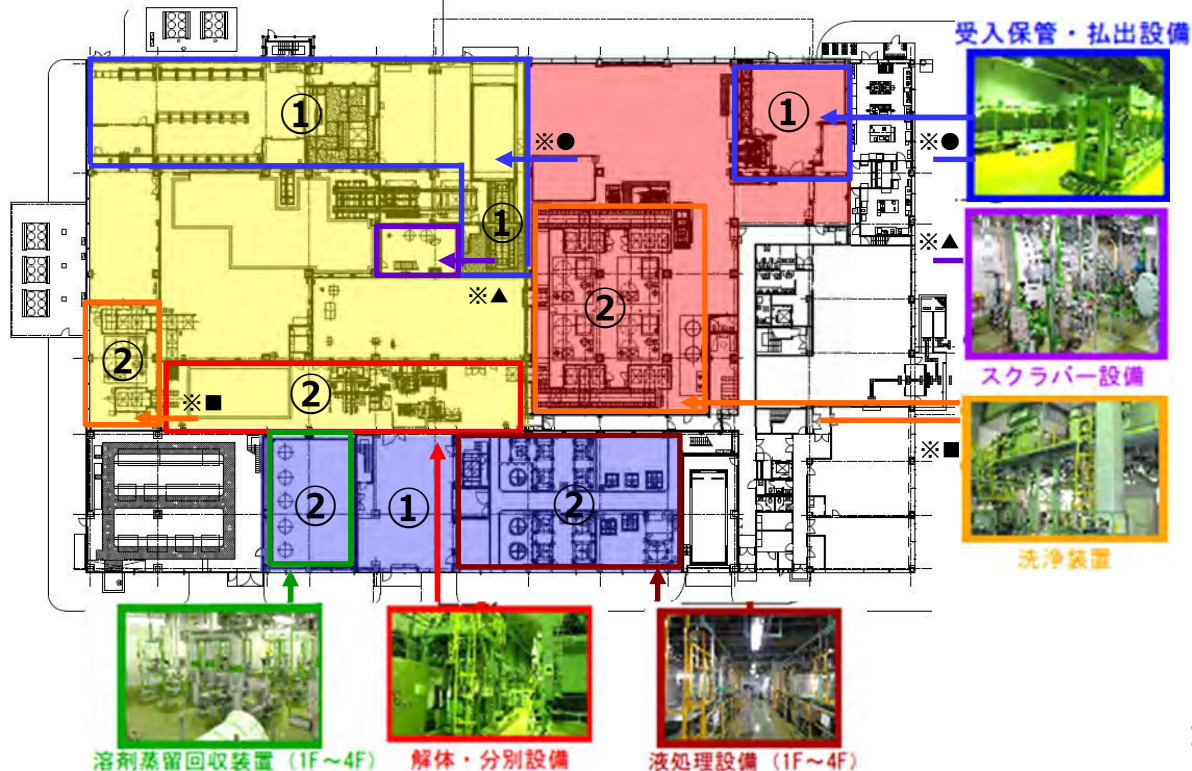 受入保管・払出設備
①
①
※●
※●
①
※▲
※▲
スクラバー設備
②
②
②
※■
※■
②
①
②
洗浄装置
溶剤蒸留回収装置（1F～4F）
解体・分別設備
液処理設備（1F～4F）